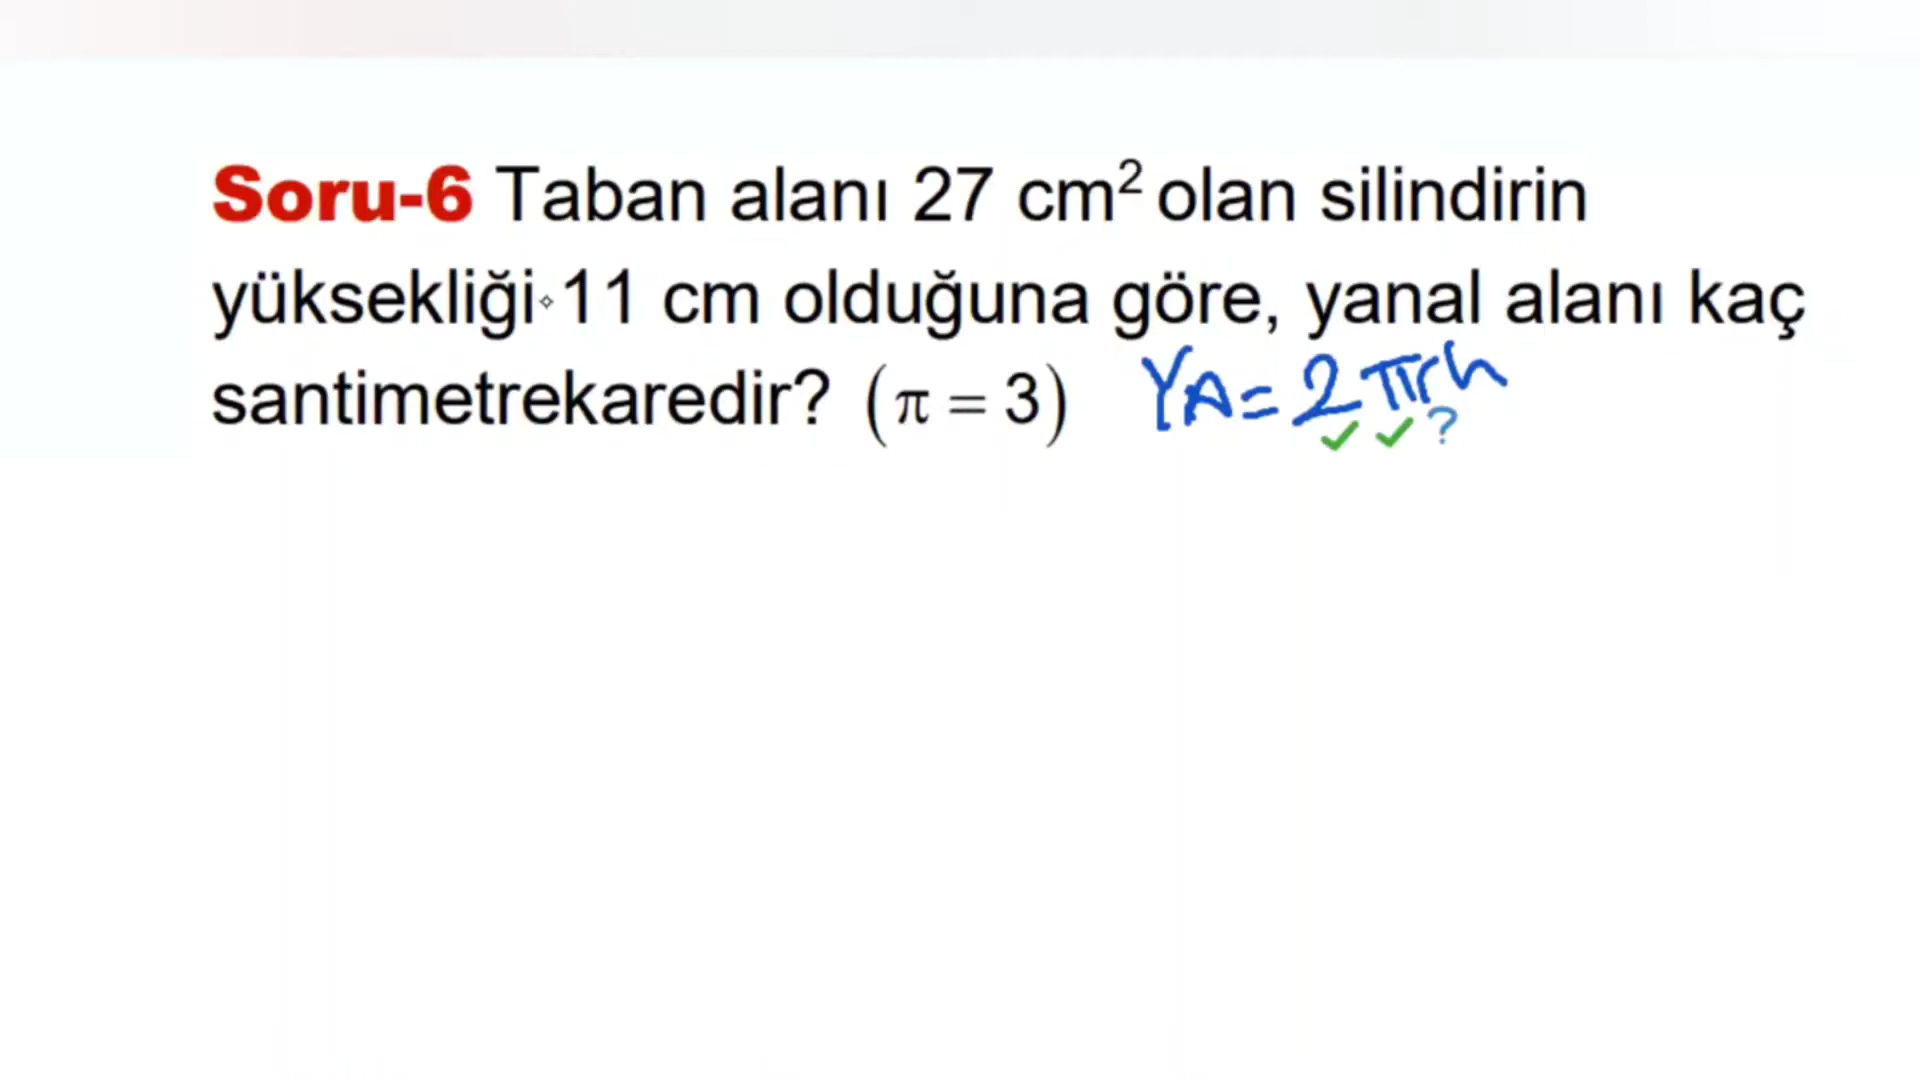 Soru-6 Taban alanı 27 cm² olan silindirin
yüksekliği 11 cm olduğuna göre, yanal alanı kaç
santimetrekaredir? (π = 3) YA = 2πrh
✓ ✓ ?